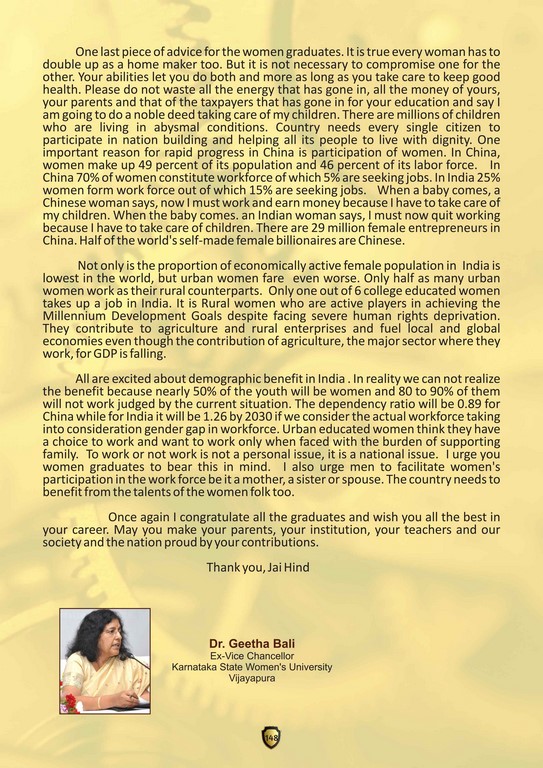 One last piece of advice for the women graduates. It is true every woman has to
double up as a home maker too. But it is not necessary to compromise one for the
other. Your abilities let you do both and more as long as you take care to keep good
health. Please do not waste all the energy that has gone in, all the money of yours,
your parents and that of the taxpayers that has gone in for your education and say I
am going to do a noble deed taking care of my children. There are millions of children
who are living in abysmal conditions. Country needs every single citizen to
participate in nation building and helping all its people to live with dignity. One
important reason for rapid progress in China is participation of women. In China,
women make up 49 percent of its population and 46 percent of its labor force. In
China 70% of women constitute workforce of which 5% are seeking jobs. In India 25%
women form work force out of which 15% are seeking jobs. When a baby comes, a
Chinese woman says, now I must work and earn money because I have to take care of
my children. When the baby comes. an Indian woman says, I must now quit working
because I have to take care of children. There are 29 million female entrepreneurs in
China. Half of the world's self-made female billionaires are Chinese.
Not only is the proportion of economically active female population in India is
lowest in the world, but urban women fare even worse. Only half as many urban
women work as their rural counterparts. Only one out of 6 college educated women
takes up a job in India. It is Rural women who are active players in achieving the
Millennium Development Goals despite facing severe human rights deprivation.
They contribute to agriculture and rural enterprises and fuel local and global
economies even though the contribution of agriculture, the major sector where they
work, for GDP is falling.
All are excited about demographic benefit in India . In reality we can not realize
the benefit because nearly 50% of the youth will be women and 80 to 90% of them
will not work judged by the current situation. The dependency ratio will be 0.89 for
China while for India it will be 1.26 by 2030 if we consider the actual workforce taking
into consideration gender gap in workforce. Urban educated women think they have
a choice to work and want to work only when faced with the burden of supporting
family. To work or not work is not a personal issue, it is a national issue. I urge you
women graduates to bear this in mind. I also urge men to facilitate women's
participation in the work force be it a mother, a sister or spouse. The country needs to
benefit from the talents of the women folk too.
Once again I congratulate all the graduates and wish you all the best in
your career. May you make your parents, your institution, your teachers and our
society and the nation proud by your contributions.
Thank you, Jai Hind
Dr. Geetha Bali
Ex-Vice Chancellor
Karnataka State Women's University
Vijayapura
148